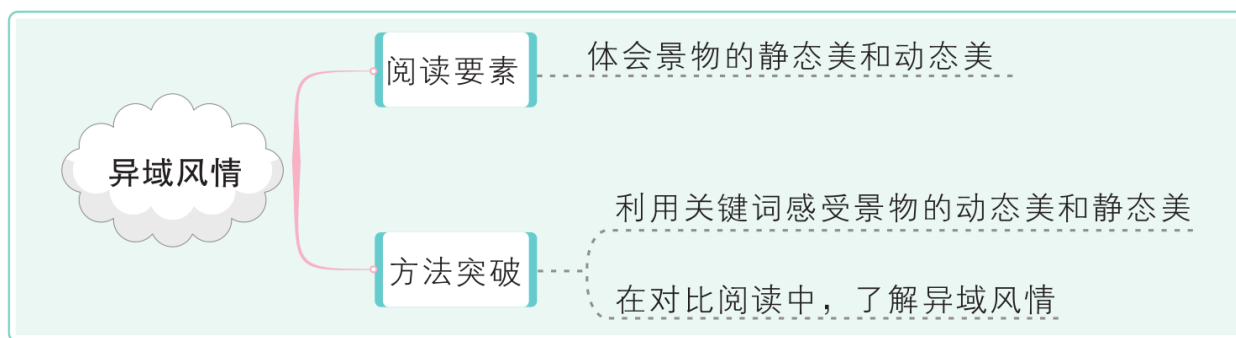 异域风情
阅读要素
体会景物的静态美和动态美
方法突破
利用关键词感受景物的动态美和静态美
在对比阅读中，了解异域风情